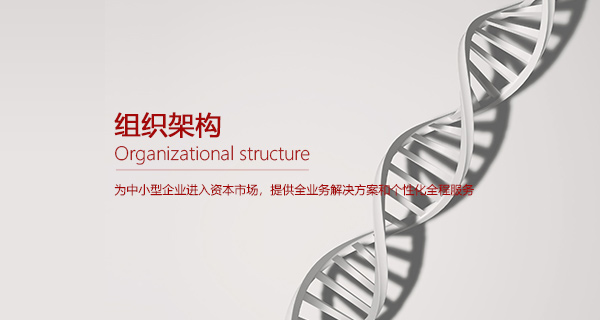 组织架构
Organizational structure
为中小型企业进入资本市场，提供全业务解决方案和个性化全程服务